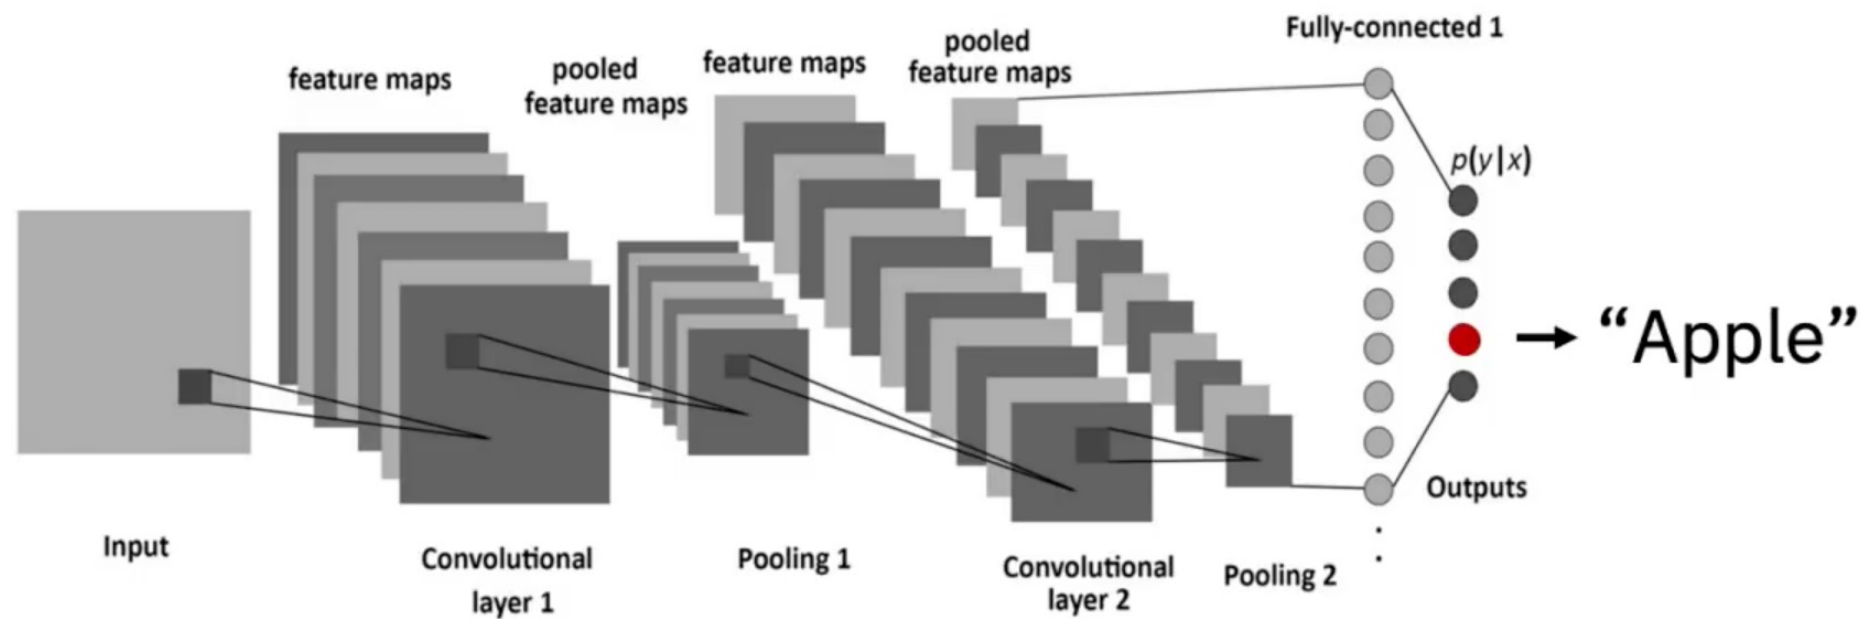 feature maps
pooled
feature maps
feature maps
pooled
feature maps
Fully-connected 1
p(y|x)
“Apple”
Outputs
Input
Convolutional
layer 1
Pooling 1
Convolutional
layer 2
Pooling 2